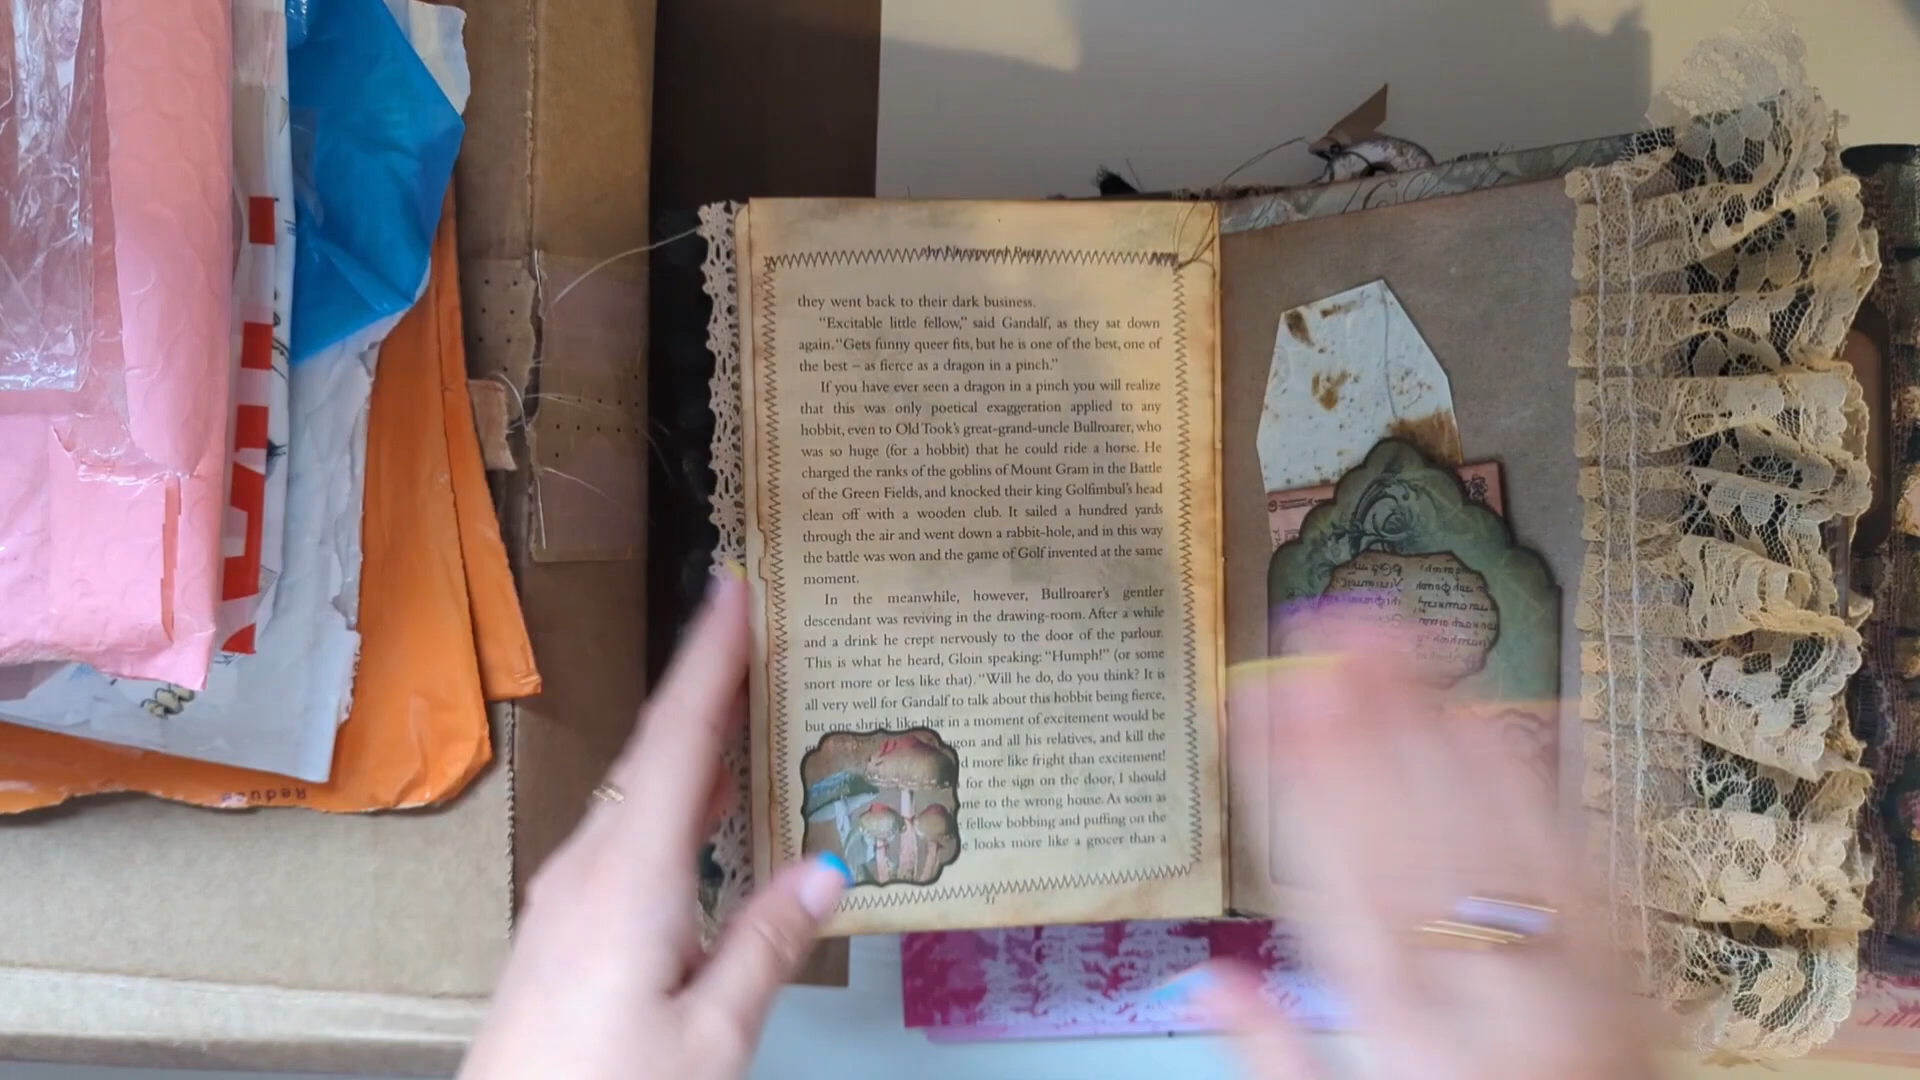 they went back to their dark business.
"Excitable little fellow," said Gandalf, as they sat down
again. "Gets funny queer fits, but he is one of the best, one of
the best – as fierce as a dragon in a pinch."
If you have ever seen a dragon in a pinch you will realize
that this was only poetical exaggeration applied to any
hobbit, even to Old Took's great-grand-uncle Bullroarer, who
was so huge (for a hobbit) that he could ride a horse. He
charged the ranks of the goblins of Mount Gram in the Battle
of the Green Fields, and knocked their king Golfimbul's head
clean off with a wooden club. It sailed a hundred yards
through the air and went down a rabbit-hole, and in this way
the battle was won and the game of Golf invented at the same
moment.
In the meanwhile, however, Bullroarer's gentler
descendant was reviving in the drawing-room. After a while
and a drink he crept nervously to the door of the parlour.
This is what he heard, Gloin speaking: "Humph!" (or some
snort more or less like that). "Will he do, do you think? It is
all very well for Gandalf to talk about this hobbit being fierce,
but one shriek like that in a moment of excitement would be
and all his relatives, and kill the
more like fright than excitement!
for the sign on the door, I should
me to the wrong house. As soon as
fellow bobbing and puffing on the
looks more like a grocer than a
Reduce